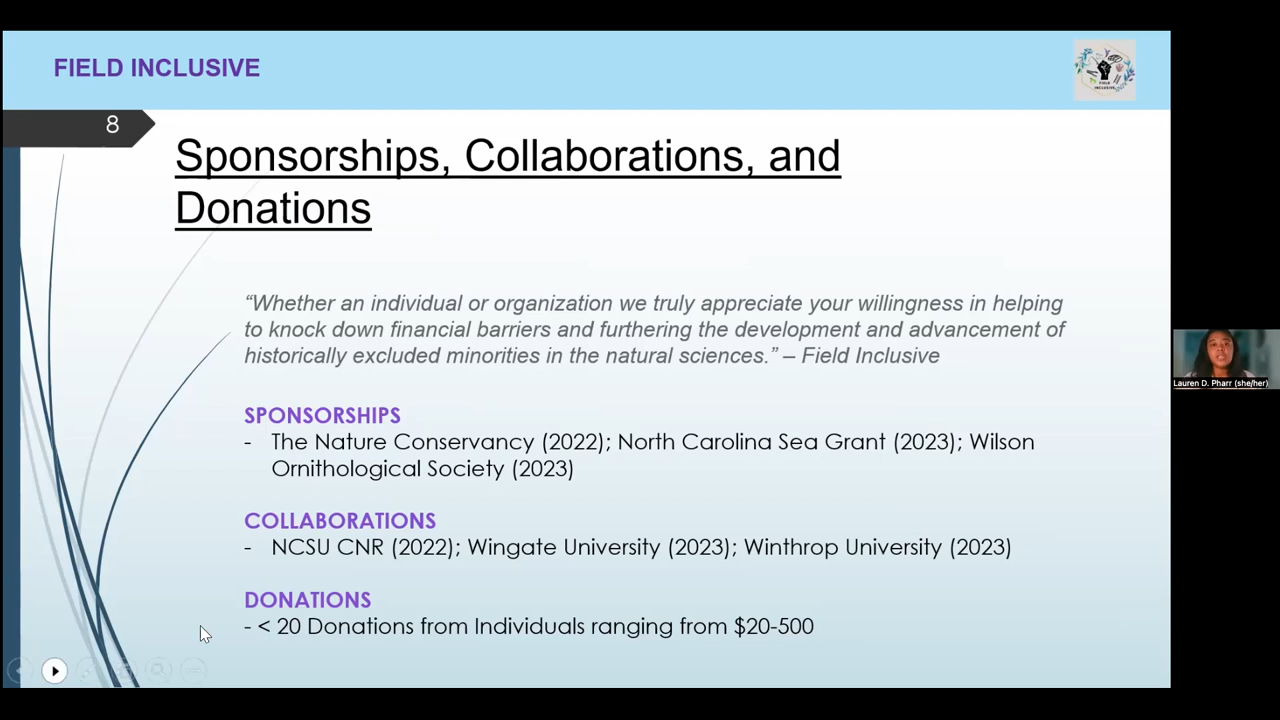 FIELD INCLUSIVE
FIELD
INCLUSIVE
8
Sponsorships, Collaborations, and
Donations
“Whether an individual or organization we truly appreciate your willingness in helping
to knock down financial barriers and furthering the development and advancement of
historically excluded minorities in the natural sciences.” – Field Inclusive
SPONSORSHIPS
- The Nature Conservancy (2022); North Carolina Sea Grant (2023); Wilson
Ornithological Society (2023)
COLLABORATIONS
- NCSU CNR (2022); Wingate University (2023); Winthrop University (2023)
DONATIONS
- < 20 Donations from Individuals ranging from $20-500
Lauren D. Pharr (she/her)